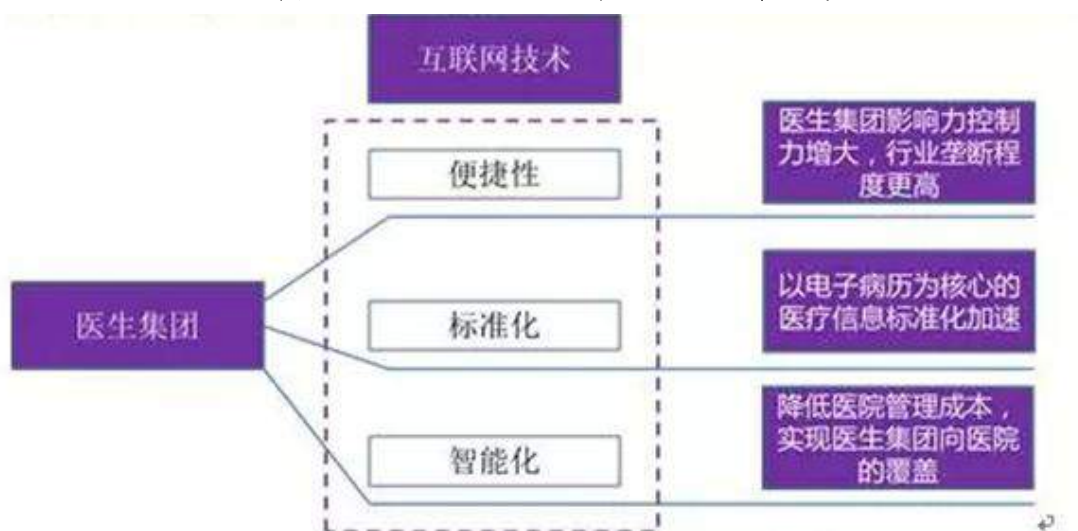 互联网技术
便捷性
医生集团影响力控制
力增大，行业垄断程
度更高
医生集团
标准化
以电子病历为核心的
医疗信息标准化加速
智能化
降低医院管理成本，
实现医生集团向医院
的覆盖